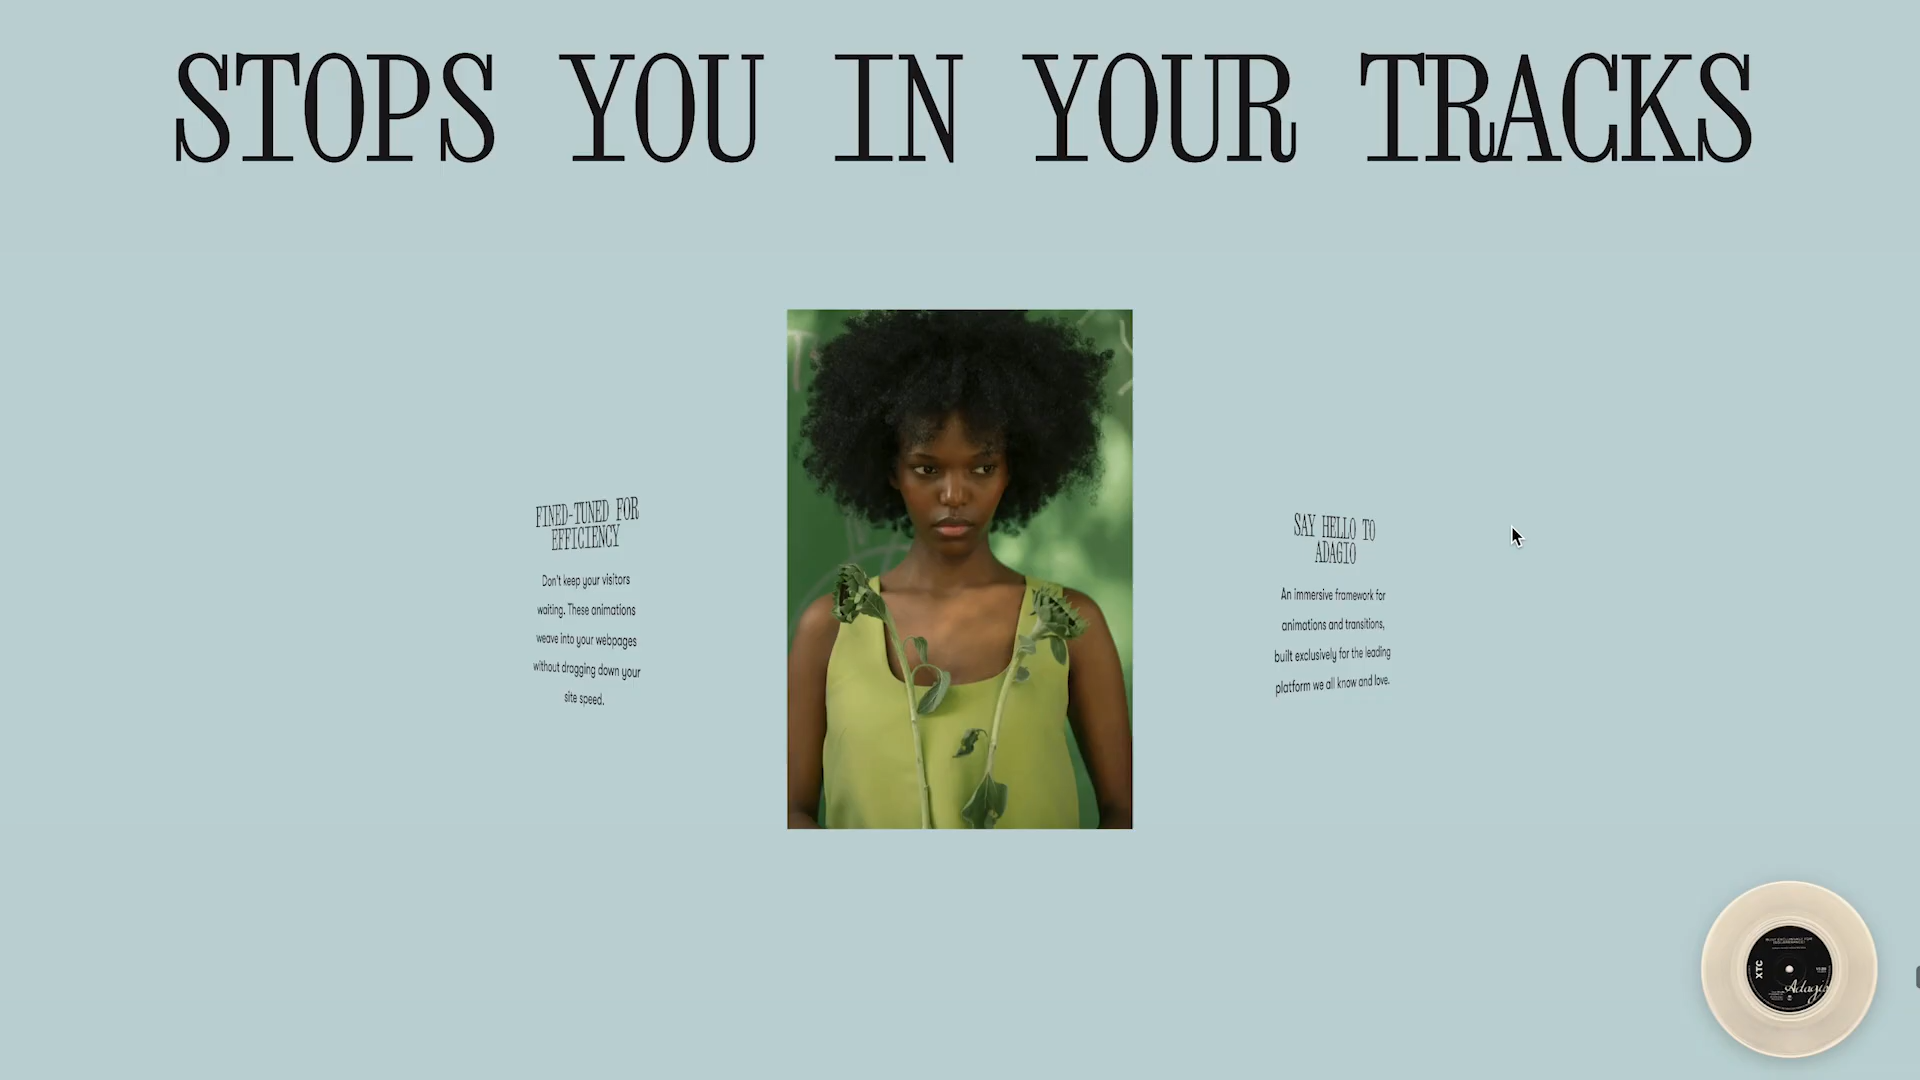 STOPS YOU IN YOUR TRACKS
FINED-TUNED FOR
EFFICIENCY
Don't keep your visitors
waiting. These animations
weave into your webpages
without dragging down your
site speed.
SAY HELLO TO
ADAGIO
An immersive framework for
animations and transitions,
built exclusively for the leading
platform we all know and love.
XTC
Adagio